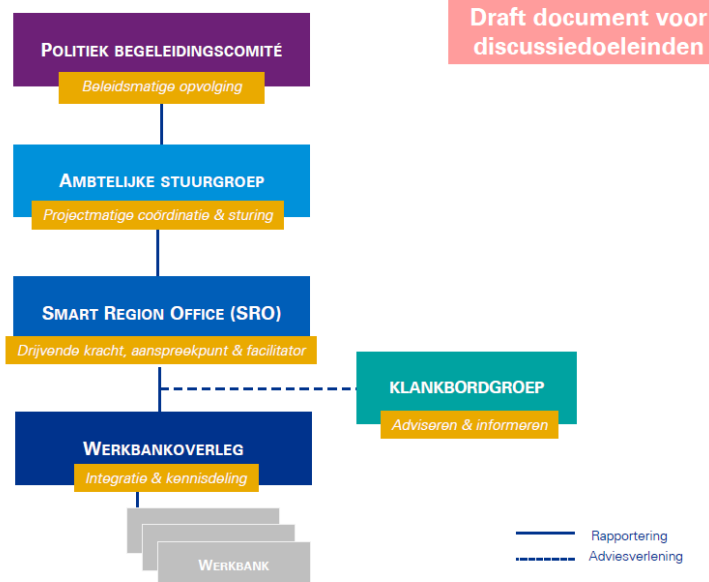 Draft document voor
discussiedoeleinden
POLITIEK BEGELEIDINGSCOMITÉ
Beleidsmatige opvolging
AMBTELIJKE STUURGROEP
Projectmatige coördinatie & sturing
SMART REGION OFFICE (SRO)
Drijvende kracht, aanspreekpunt & facilitator
KLANKBORDGROEP
Adviseren & informeren
WERKBANKOVERLEG
Integratie & kennisdeling
WERKBANK
Rapportering
Adviesverlening